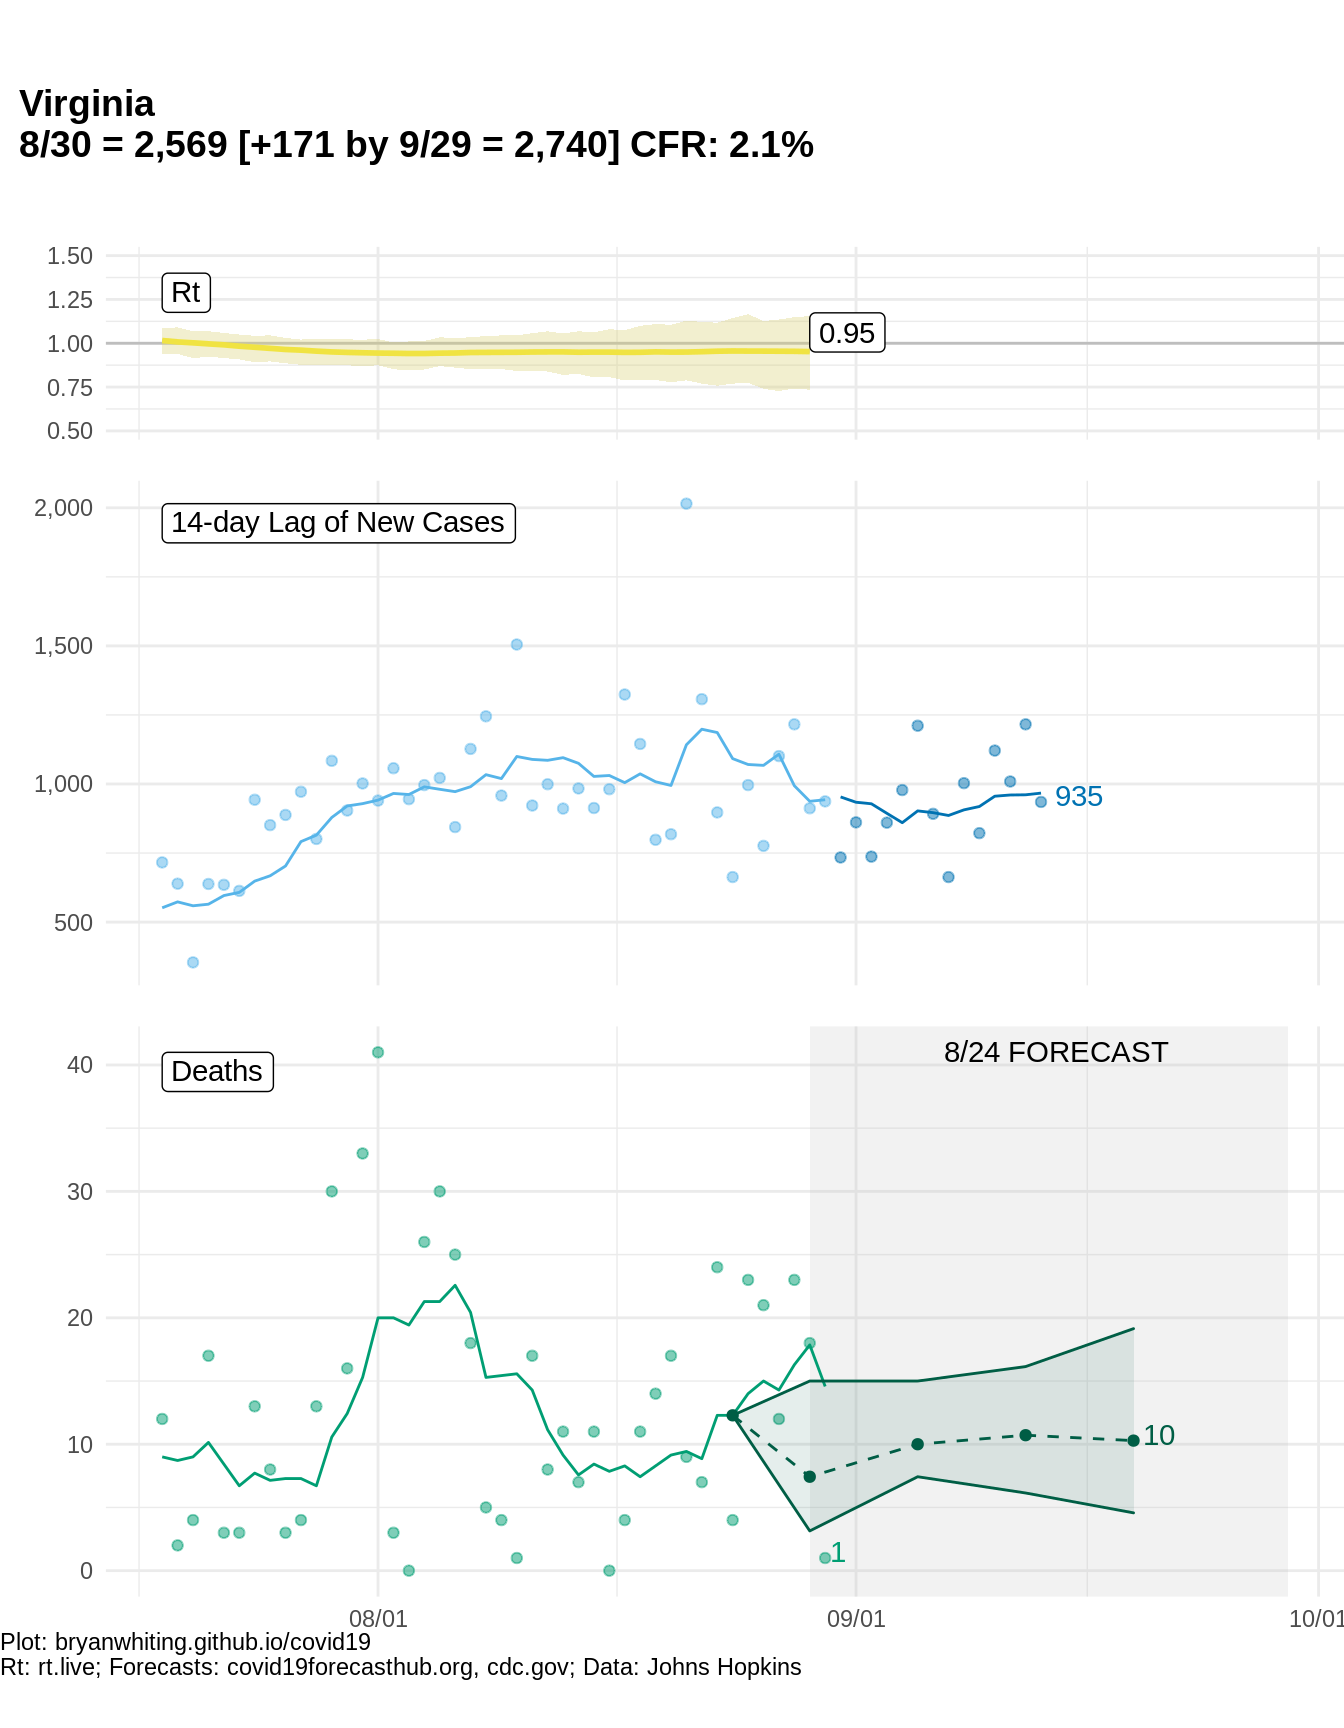 Virginia
8/30 = 2,569 [+171 by 9/29 = 2,740] CFR: 2.1%
1.50
1.25
1.00
0.75
0.50
Rt
0.95
2,000
1,500
1,000
500
14-day Lag of New Cases
935
40
30
20
10
0
Deaths
8/24 FORECAST
10
1
08/01
09/01
10/01
Plot: bryanwhiting.github.io/covid19
Rt: rt.live; Forecasts: covid19forecasthub.org, cdc.gov; Data: Johns Hopkins